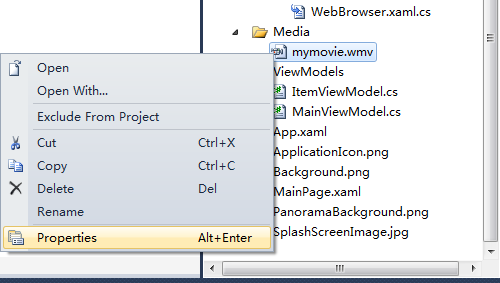 WebBrowser.xaml.cs
Media
mymovie.wmv
ViewModels
ItemViewModel.cs
MainViewModel.cs
App.xaml
ApplicationIcon.png
Background.png
MainPage.xaml
PanoramaBackground.png
SplashScreenImage.jpg
Open
Open With...
Exclude From Project
Cut Ctrl+X
Copy Ctrl+C
Delete Del
Rename
Properties Alt+Enter